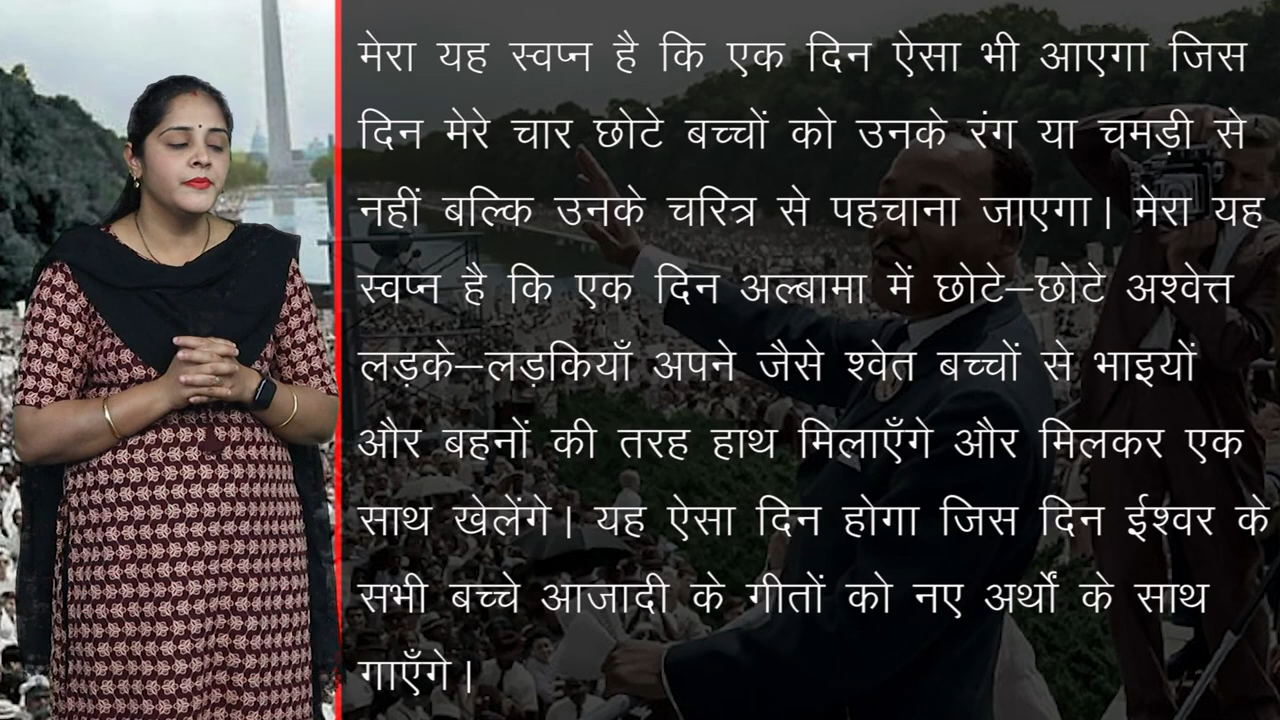 मेरा यह स्वप्न है कि एक दिन ऐसा भी आएगा जिस
दिन मेरे चार छोटे बच्चों को उनके रंग या चमड़ी से
नहीं बल्कि उनके चरित्र से पहचाना जाएगा। मेरा यह
स्वप्न है कि एक दिन अल्बामा में छोटे–छोटे अश्वेत्त
लड़के–लड़कियाँ अपने जैसे श्वेत बच्चों से भाइयों
और बहनों की तरह हाथ मिलाएँगे और मिलकर एक
साथ खेलेंगे। यह ऐसा दिन होगा जिस दिन ईश्वर के
सभी बच्चे आजादी के गीतों को नए अर्थों के साथ
गाएँगे।